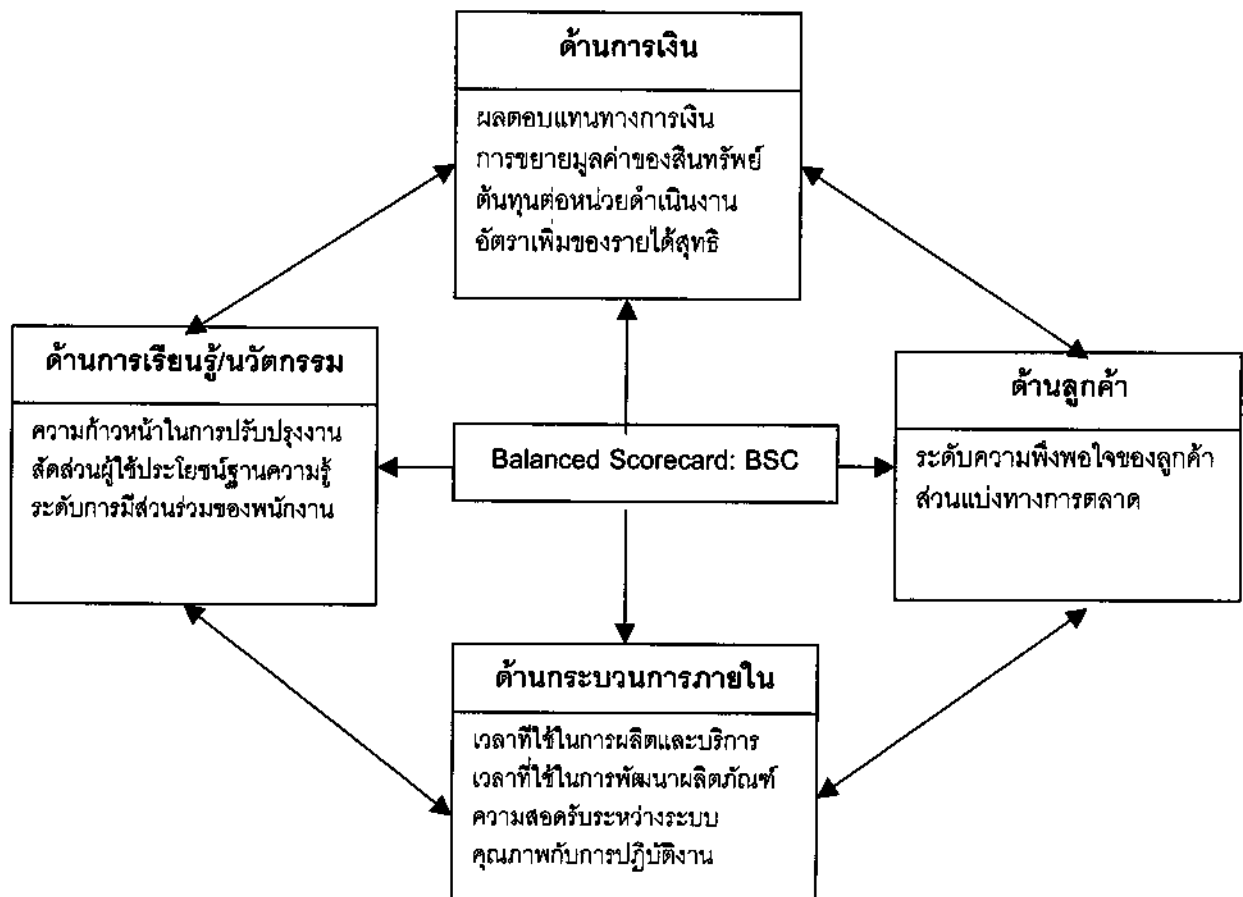 ด้านการเงิน
ผลตอบแทนทางการเงิน
การขยายมูลค่าของสินทรัพย์
ต้นทุนต่อหน่วยดำเนินงาน
อัตราเพิ่มของรายได้สุทธิ
ด้านการเรียนรู้/นวัตกรรม
ความก้าวหน้าในการปรับปรุงงาน
สัดส่วนผู้ใช้ประโยชน์ฐานความรู้
ระดับการมีส่วนร่วมของพนักงาน
Balanced Scorecard: BSC
ด้านลูกค้า
ระดับความพึงพอใจของลูกค้า
ส่วนแบ่งทางการตลาด
ด้านกระบวนการภายใน
เวลาที่ใช้ในการผลิตและบริการ
เวลาที่ใช้ในการพัฒนาผลิตภัณฑ์
ความสอดรับระหว่างระบบ
คุณภาพกับการปฏิบัติงาน